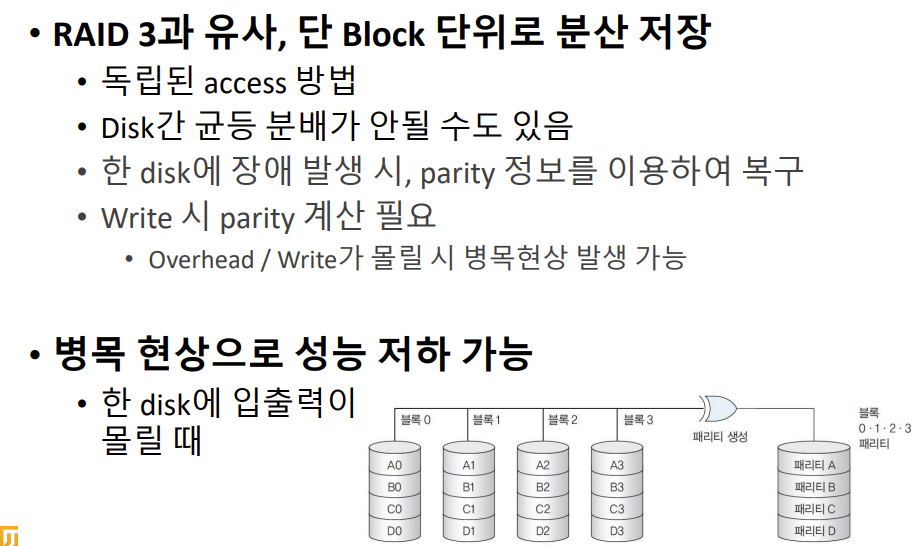 • RAID 3과 유사, 단 Block 단위로 분산 저장
• 독립된 access 방법
• Disk간 균등 분배가 안될 수도 있음
• 한 disk에 장애 발생 시, parity 정보를 이용하여 복구
• Write 시 parity 계산 필요
• Overhead / Write가 몰릴 시 병목현상 발생 가능
• 병목 현상으로 성능 저하 가능
• 한 disk에 입출력이
몰릴 때
블록 0 블록 1 블록 2 블록 3
패리티 생성
블록
0·1·2·3
패리티
A0 A1 A2 A3 패리티 A
B0 B1 B2 B3 패리티 B
C0 C1 C2 C3 패리티 C
D0 D1 D2 D3 패리티 D